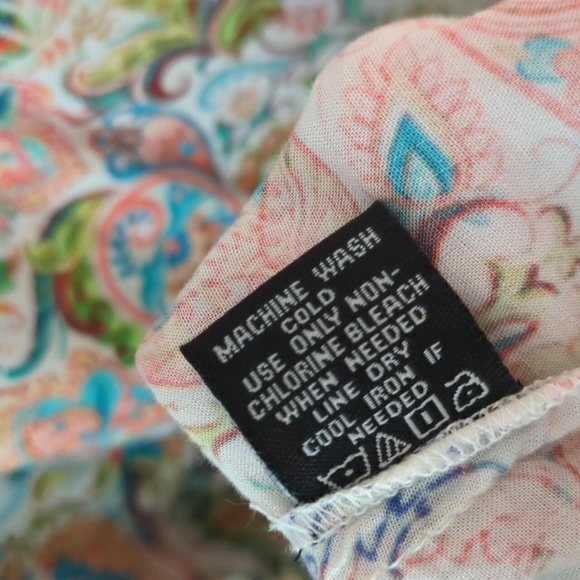 MACHINE WASH
COLD
USE ONLY NON-
CHLORINE BLEACH
WHEN NEEDED
LINE DRY
COOL IRON IF
NEEDED